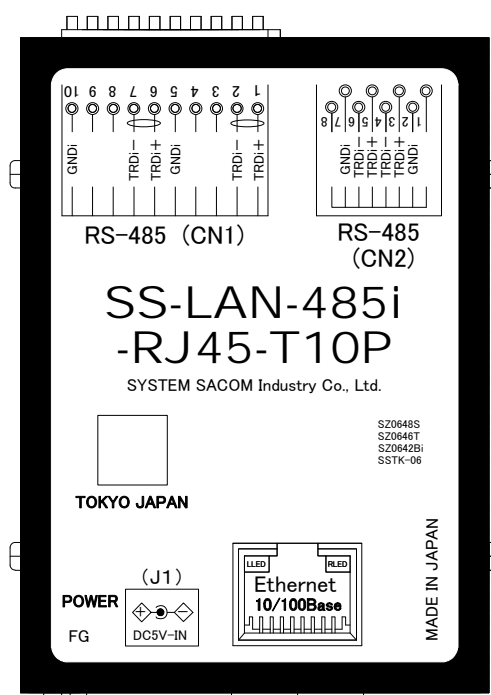 10 9 8 7 6 5 4 3 2 1
GNDi TRDi− TRDi+ GNDi TRDi− TRDi+
RS−485 (CN1)
8 7 6 5 4 3 2 1
GNDi TRDi− TRDi+ TRDi− TRDi+ GNDi
RS−485
(CN2)
SS-LAN-485i
-RJ45-T10P
SYSTEM SACOM Industry Co., Ltd.
SZ0648S
SZ0646T
SZ0642Bi
SSTK-06
TOKYO JAPAN
MADE IN JAPAN
(J1)
POWER
FG
DC5V-IN
LLED
RLED
Ethernet
10/100Base